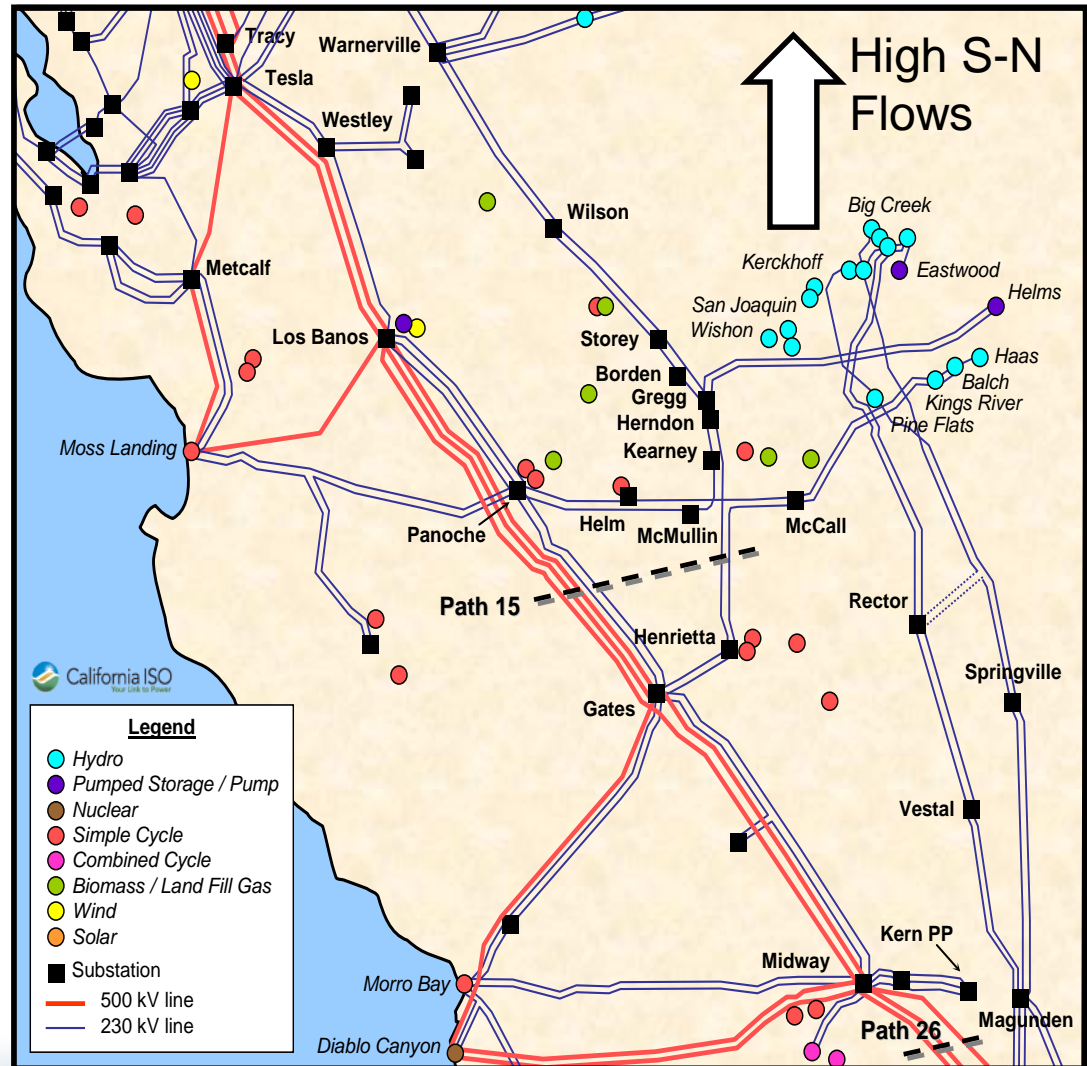 High S-N
Flows
Tracy
Warnerville
Tesla
Westley
Wilson
Big Creek
Kerckhoff
Eastwood
Metcalf
Helms
San Joaquin
Wishon
Los Banos
Storey
Haas
Borden
Balch
Gregg
Kings River
Herndon
Pine Flats
Moss Landing
Kearney
Helm
McMullin
McCall
Panoche
Path 15
Rector
Henrietta
Springville
California ISO
Your Link to Power
Gates
Legend
Hydro
Pumped Storage / Pump
Nuclear
Simple Cycle
Combined Cycle
Biomass / Land Fill Gas
Wind
Solar
Substation
500 kV line
230 kV line
Vestal
Kern PP
Midway
Morro Bay
Magunden
Path 26
Diablo Canyon